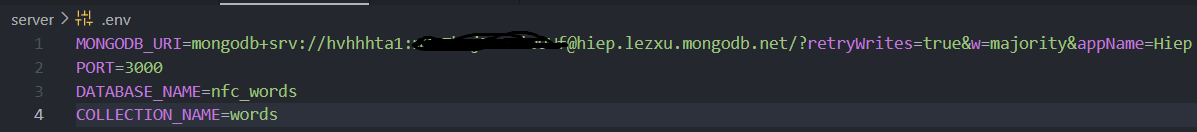 server > .env
1 MONGODB_URI=mongodb+srv://hvhhhta1: @hiep.lezxu.mongodb.net/?retryWrites=true&w=majority&appName=Hiep
2 PORT=3000
3 DATABASE_NAME=nfc_words
4 COLLECTION_NAME=words